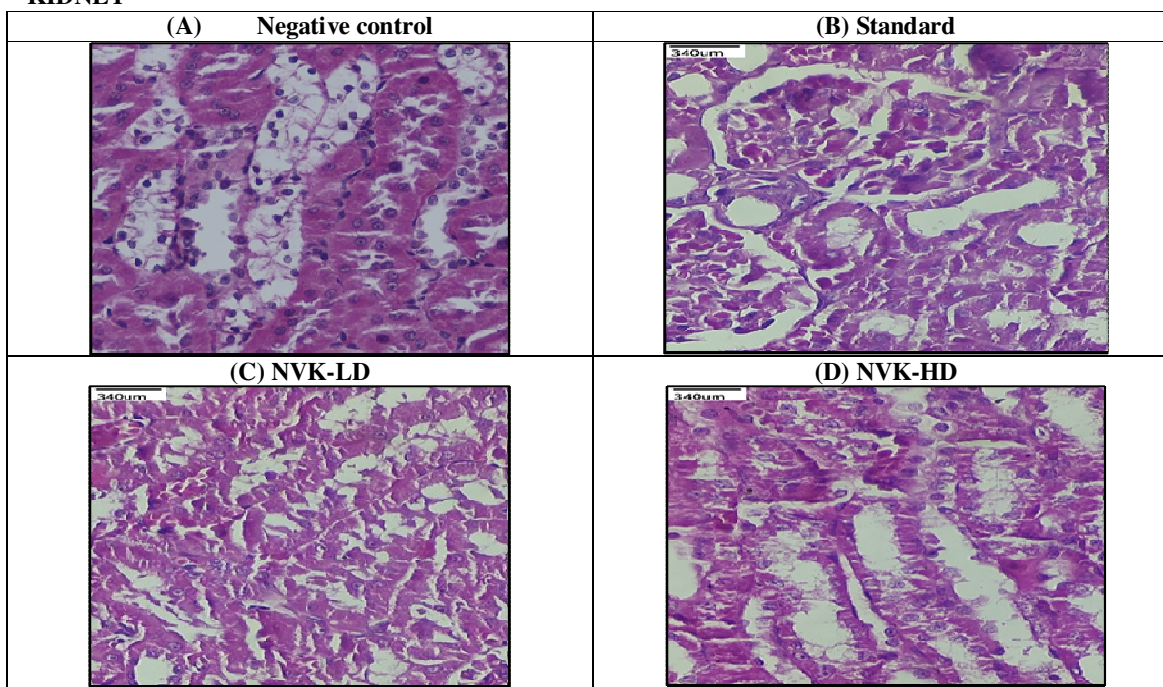 KIDNEY
(A) Negative control
(B) Standard
340um
(C) NVK-LD
(D) NVK-HD
340um
340um